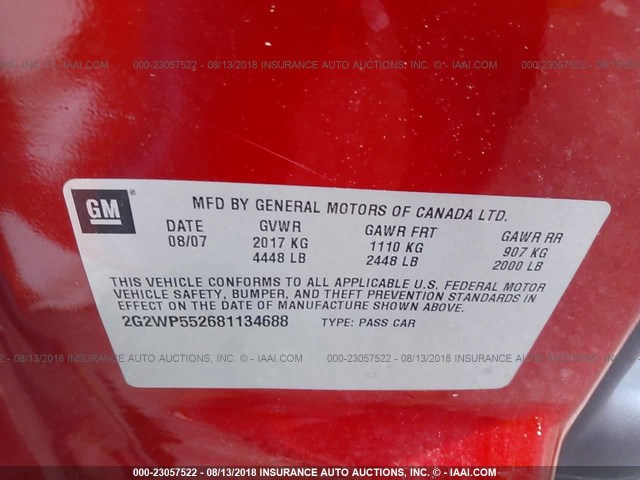 000-23057522 - 08/13/2018 INSURANCE AUTO AUCTIONS, INC. © - IAAI.COM
GM
MFD BY GENERAL MOTORS OF CANADA LTD.
DATE GVWR GAWR FRT GAWR RR
08/07 2017 KG 1110 KG 907 KG
4448 LB 2448 LB 2000 LB
THIS VEHICLE CONFORMS TO ALL APPLICABLE U.S. FEDERAL MOTOR
VEHICLE SAFETY, BUMPER, AND THEFT PREVENTION STANDARDS IN
EFFECT ON THE DATE OF MANUFACTURE SHOWN ABOVE.
2G2WP552681134688 TYPE: PASS CAR
000-23057522 - 08/13/2018 INSURANCE AUTO AUCTIONS, INC. © - IAAI.COM
000-23057522 - 08/13/2018 INSURANCE AUTO AUCTIONS, INC. © - IAAI.COM